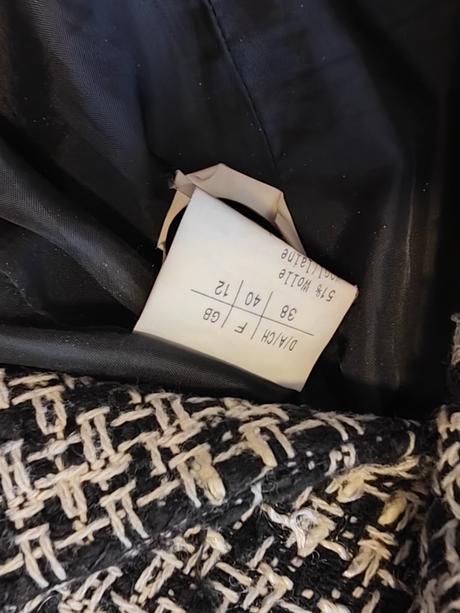 D/A/CH | F | GB
38 | 40 | 12
51% Wolle